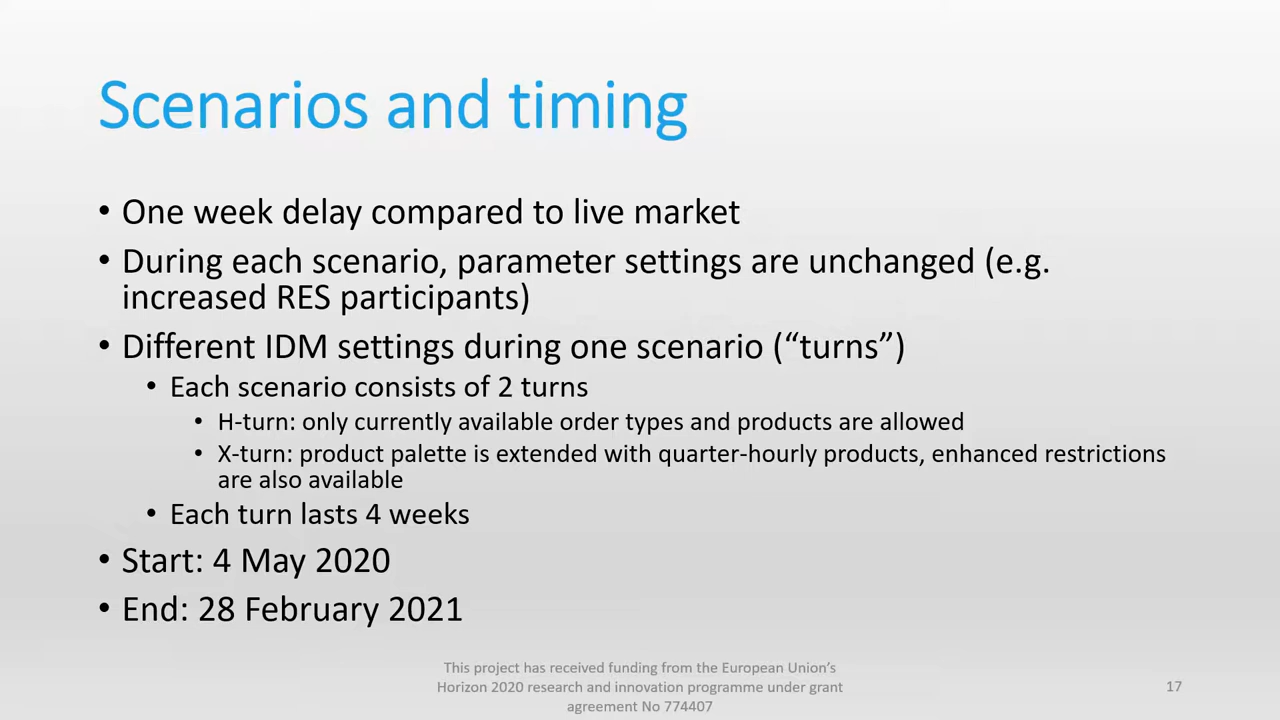 Scenarios and timing
• One week delay compared to live market
• During each scenario, parameter settings are unchanged (e.g.
increased RES participants)
• Different IDM settings during one scenario (“turns”)
• Each scenario consists of 2 turns
• H-turn: only currently available order types and products are allowed
• X-turn: product palette is extended with quarter-hourly products, enhanced restrictions
are also available
• Each turn lasts 4 weeks
• Start: 4 May 2020
• End: 28 February 2021
This project has received funding from the European Union’s
Horizon 2020 research and innovation programme under grant
agreement No 774407
17